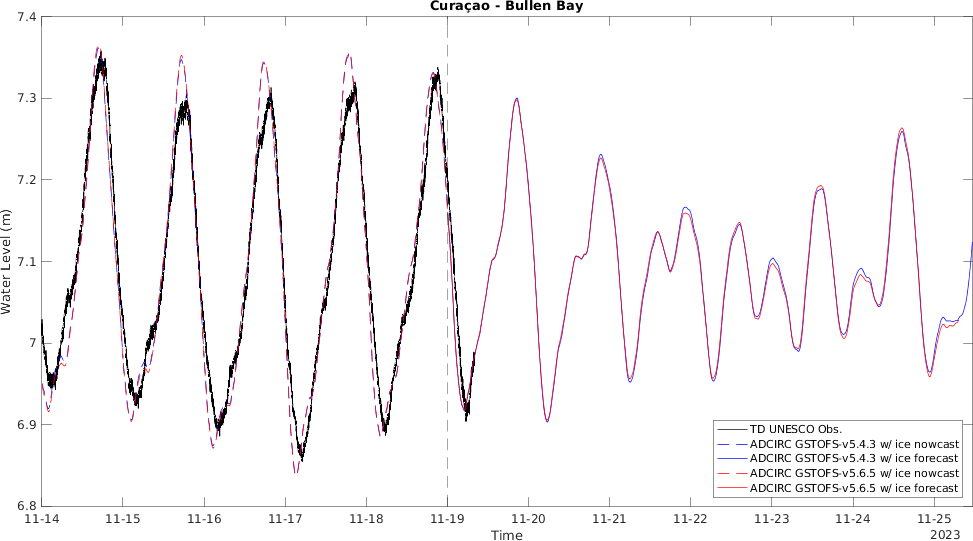 Curaçao - Bullen Bay
7.4
7.3
7.2
7.1
7
6.9
6.8
Water Level (m)
TD UNESCO Obs.
ADCIRC GSTOFS-v5.4.3 w/ ice nowcast
ADCIRC GSTOFS-v5.4.3 w/ ice forecast
ADCIRC GSTOFS-v5.6.5 w/ ice nowcast
ADCIRC GSTOFS-v5.6.5 w/ ice forecast
11-14 11-15 11-16 11-17 11-18 11-19 11-20 11-21 11-22 11-23 11-24 11-25
Time 2023